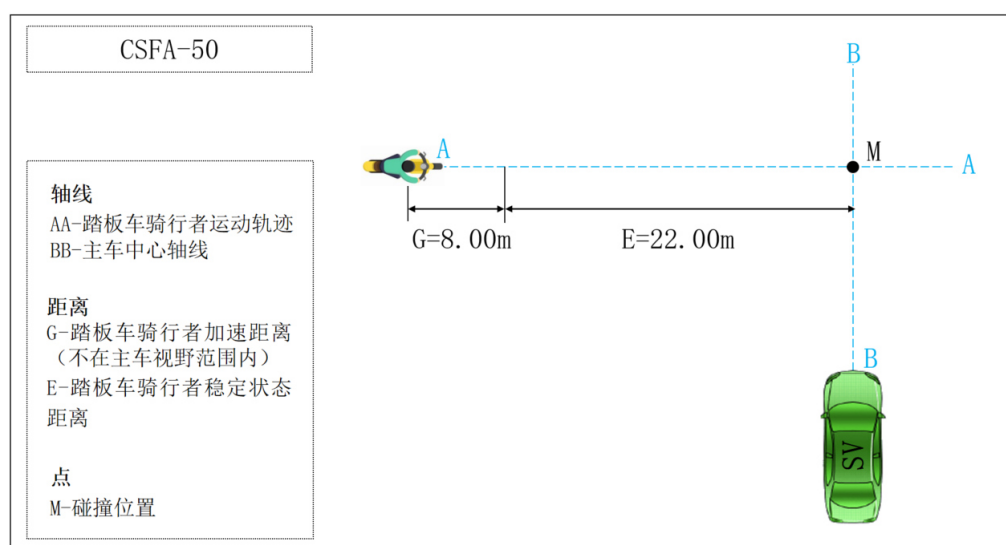 CSFA-50
轴线
AA-踏板车骑行者运动轨迹
BB-主车中心轴线
距离
G-踏板车骑行者加速距离
（不在主车视野范围内）
E-踏板车骑行者稳定状态
距离
点
M-碰撞位置
B
A
M
A
G=8.00m
E=22.00m
B
SV